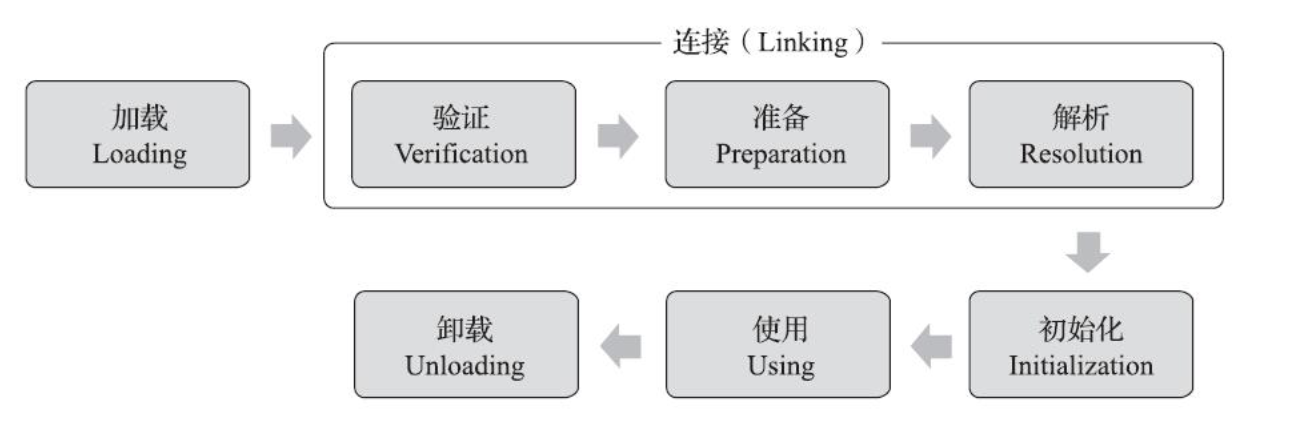 连接（Linking）
加载
Loading
验证
Verification
准备
Preparation
解析
Resolution
初始化
Initialization
使用
Using
卸载
Unloading